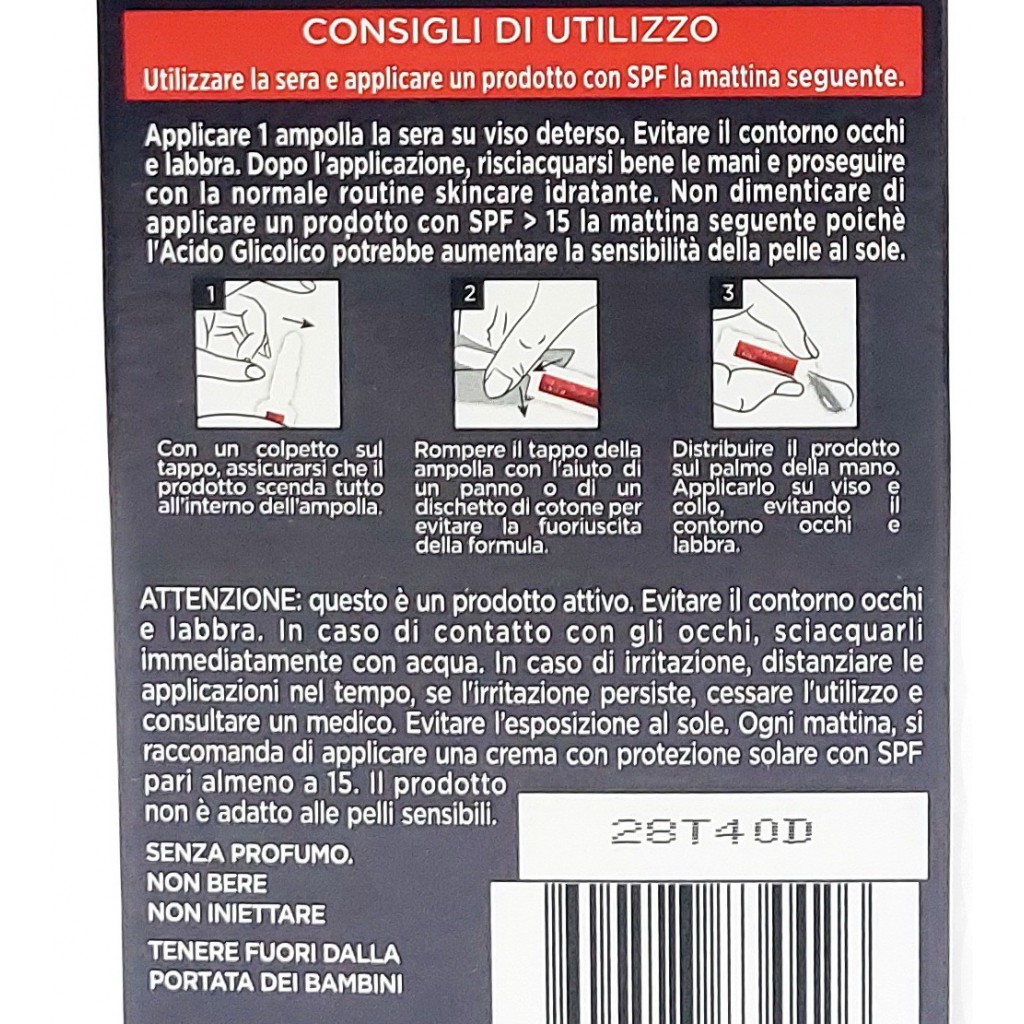 CONSIGLI DI UTILIZZO
Utilizzare la sera e applicare un prodotto con SPF la mattina seguente.
Applicare 1 ampolla la sera su viso deterso. Evitare il contorno occhi
e labbra. Dopo l'applicazione, risciacquarsi bene le mani e proseguire
con la normale routine skincare idratante. Non dimenticare di
applicare un prodotto con SPF > 15 la mattina seguente poichè
l'Acido Glicolico potrebbe aumentare la sensibilità della pelle al sole.
1
Con un colpetto sul
tappo, assicurarsi che il
prodotto scenda tutto
all'interno dell'ampolla.
2
Rompere il tappo della
ampolla con l'aiuto di
un panno o di un
dischetto di cotone per
evitare la fuoriuscita
della formula.
3
Distribuire il prodotto
sul palmo della mano.
Applicarlo su viso e
collo, evitando il
contorno occhi e
labbra.
ATTENZIONE: questo è un prodotto attivo. Evitare il contorno occhi
e labbra. In caso di contatto con gli occhi, sciacquarli
immediatamente con acqua. In caso di irritazione, distanziare le
applicazioni nel tempo, se l'irritazione persiste, cessare l'utilizzo e
consultare un medico. Evitare l'esposizione al sole. Ogni mattina, si
raccomanda di applicare una crema con protezione solare con SPF
pari almeno a 15. Il prodotto
non è adatto alle pelli sensibili.
SENZA PROFUMO.
NON BERE
NON INIETTARE
TENERE FUORI DALLA
PORTATA DEI BAMBINI
28T40D